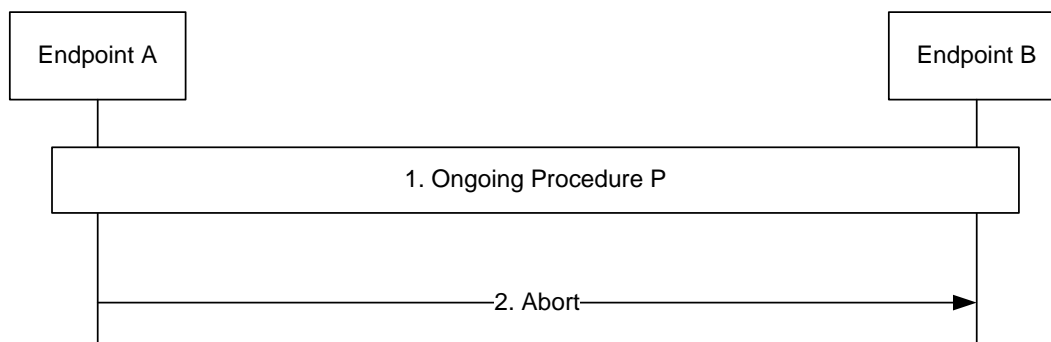 Endpoint A
Endpoint B
1. Ongoing Procedure P
2. Abort